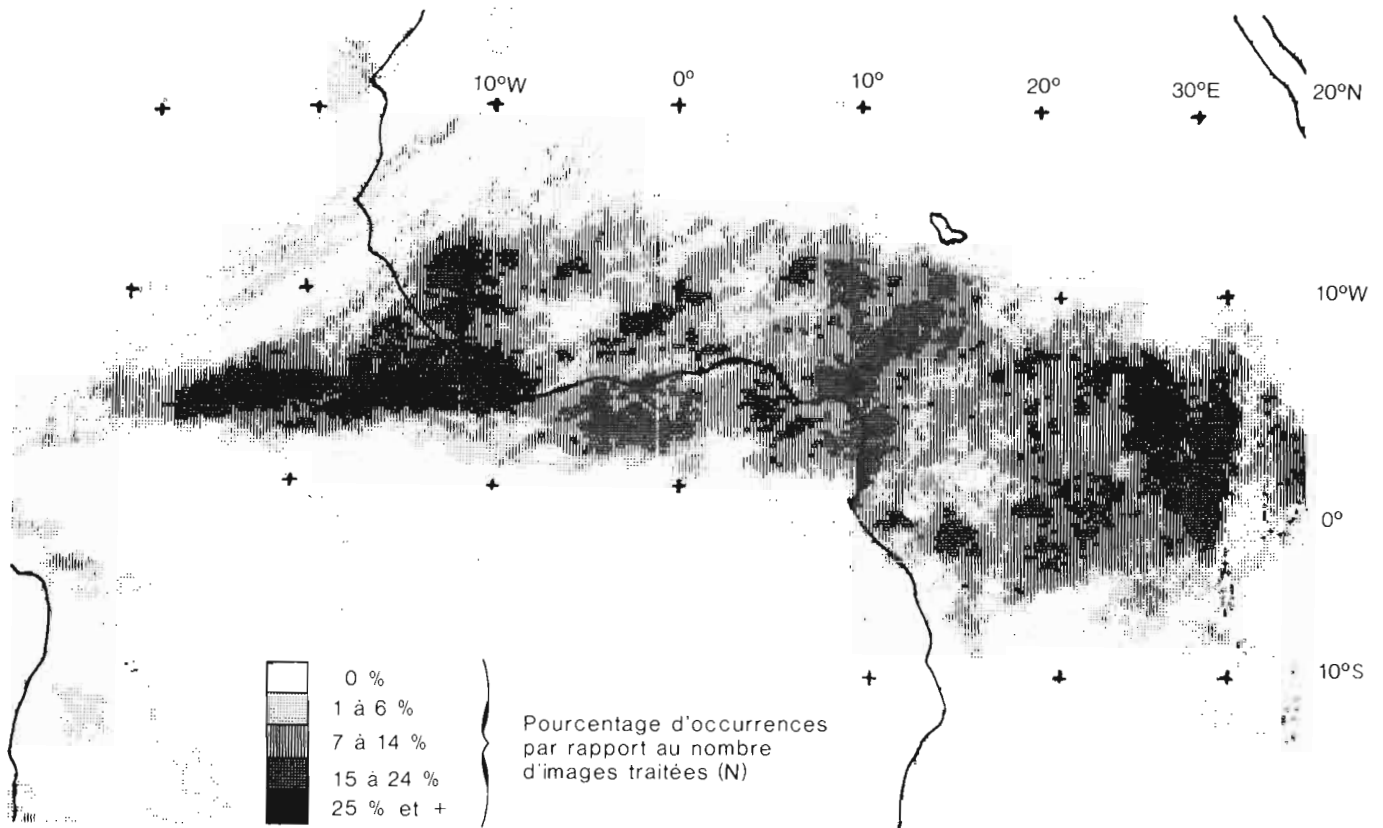 10°W 0° 10° 20° 30°E 20°N
10°W
0°
10°S
0 %
1 à 6 %
7 à 14 %
15 à 24 %
25 % et +
Pourcentage d'occurrences
par rapport au nombre
d'images traitées (N)